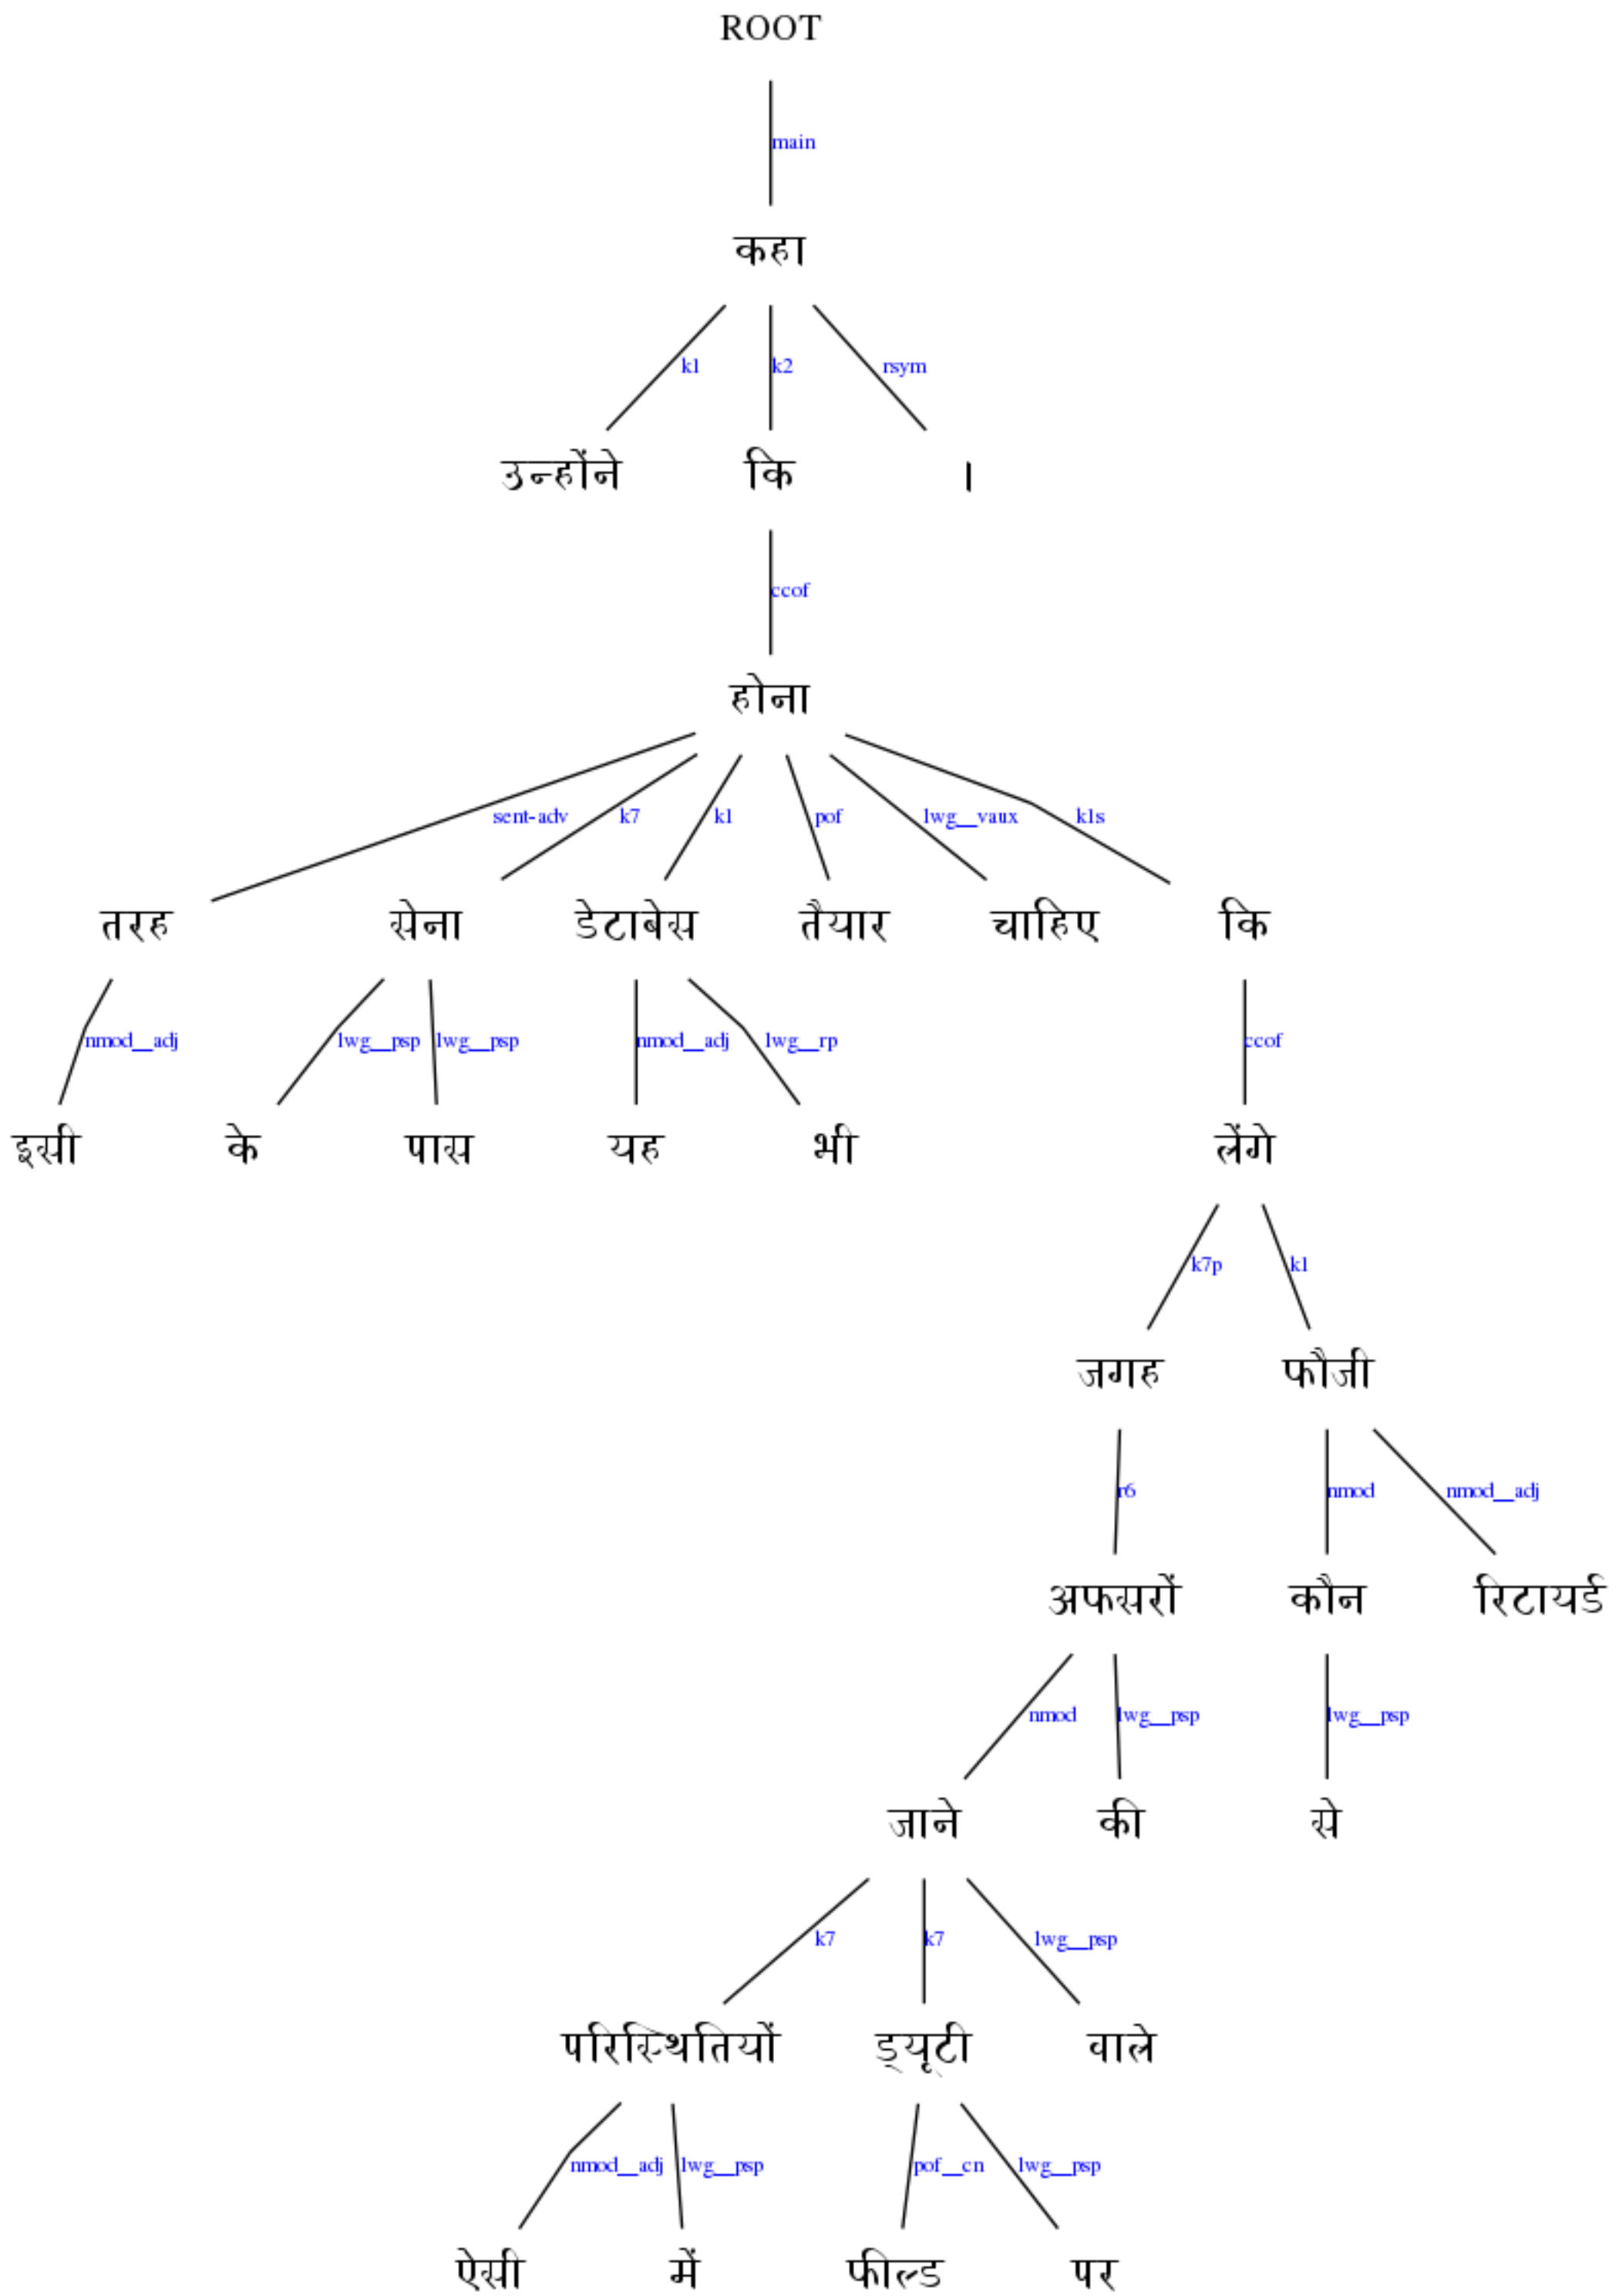 ROOT
main
कहा
k1 k2 rsym
उन्होंने कि ।
ccof
होना
sent-adv k7 k1 pof lwg__vaux k1s
तरह सेना डेटाबेस तैयार चाहिए कि
nmod__adj lwg__psp lwg__psp nmod__adj lwg__rp ccof
इसी के पास यह भी लेंगे
k7p k1
जगह फौजी
r6 nmod nmod__adj
अफसरों कौन रिटायर्ड
nmod lwg__psp lwg__psp
जाने की से
k7 k7 lwg__psp
परिस्थितियों ड्यूटी वाले
nmod__adj lwg__psp pof__cn lwg__psp
ऐसी में फील्ड पर